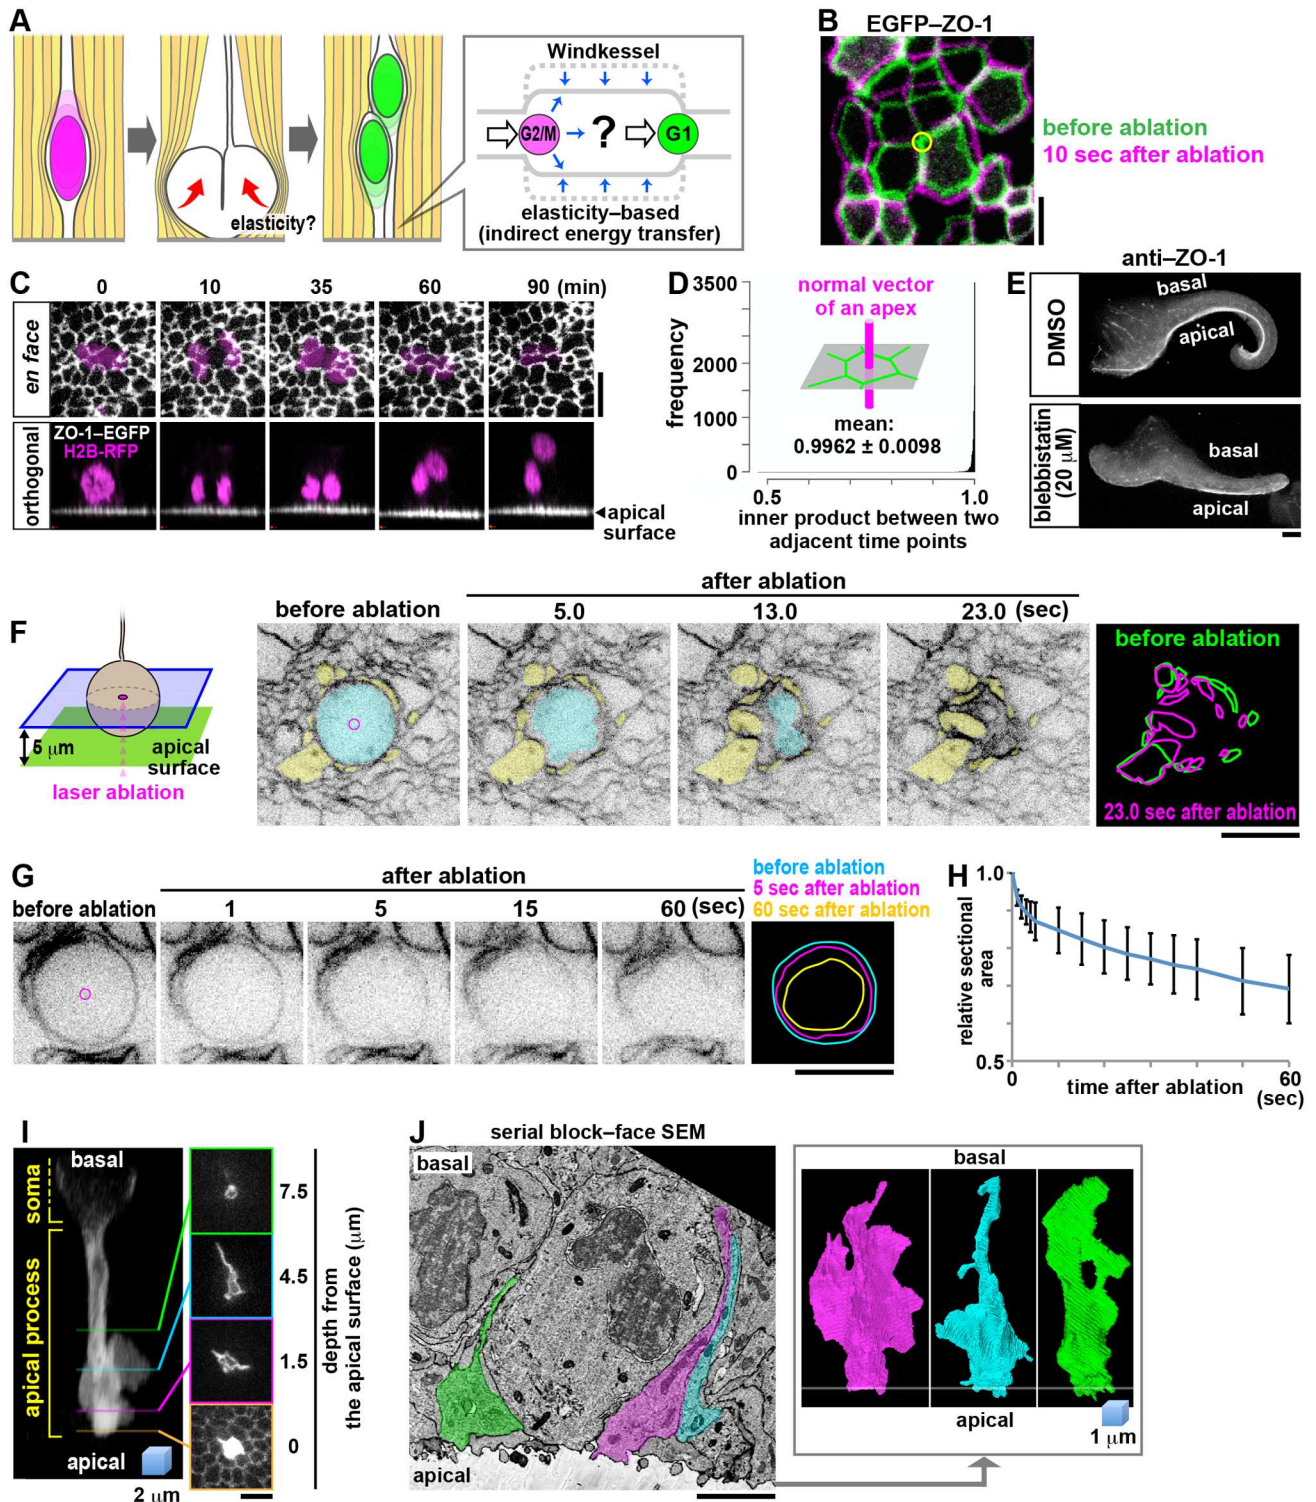 A
elasticity?
Windkessel
G2/M
?
G1
elasticity–based
(indirect energy transfer)
B
EGFP–ZO-1
before ablation
10 sec after ablation
C
0
10
35
60
90 (min)
en face
orthogonal
ZO-1–EGFP
H2B-RFP
apical
surface
D
3500
2000
1000
0
frequency
normal vector
of an apex
mean:
0.9962 ± 0.0098
0.5
1.0
inner product between two
adjacent time points
E
anti–ZO-1
DMSO
basal
apical
blebbistatin
(20 μM)
basal
apical
F
5 μm
apical
surface
laser ablation
before ablation
after ablation
5.0
13.0
23.0 (sec)
before ablation
23.0 sec after ablation
G
before ablation
after ablation
1
5
15
60 (sec)
before ablation
5 sec after ablation
60 sec after ablation
H
1.0
0.5
relative sectional
area
0
60
(sec)
time after ablation
I
basal
soma
apical process
apical
2 μm
7.5
4.5
1.5
0
depth from
the apical surface (μm)
J
serial block–face SEM
basal
apical
basal
apical
1 μm